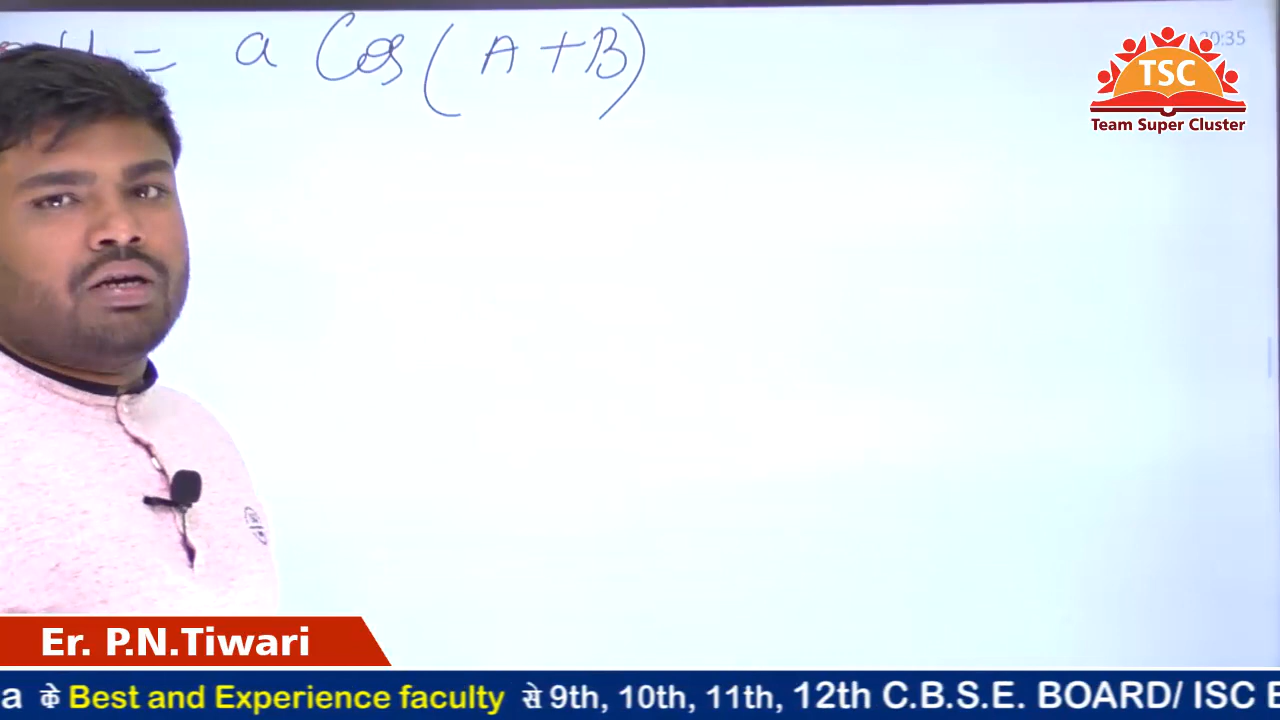 = a Cos (A + B)
20:35
TSC
Team Super Cluster
Er. P.N.Tiwari
a के Best and Experience faculty से 9th, 10th, 11th, 12th C.B.S.E. BOARD/ ISC